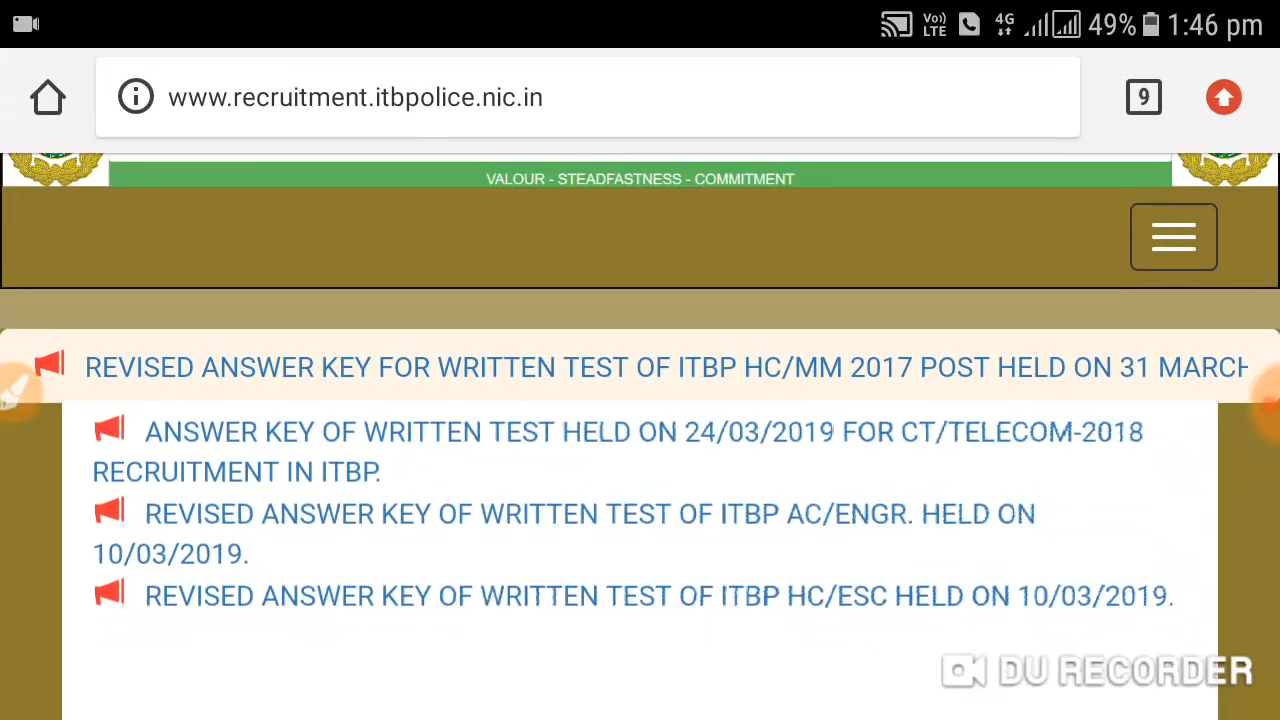 Vo)) LTE 4G 49% 1:46 pm
www.recruitment.itbpolice.nic.in 9
VALOUR - STEADFASTNESS - COMMITMENT
REVISED ANSWER KEY FOR WRITTEN TEST OF ITBP HC/MM 2017 POST HELD ON 31 MARCH
ANSWER KEY OF WRITTEN TEST HELD ON 24/03/2019 FOR CT/TELECOM-2018
RECRUITMENT IN ITBP.
REVISED ANSWER KEY OF WRITTEN TEST OF ITBP AC/ENGR. HELD ON
10/03/2019.
REVISED ANSWER KEY OF WRITTEN TEST OF ITBP HC/ESC HELD ON 10/03/2019.
DU RECORDER